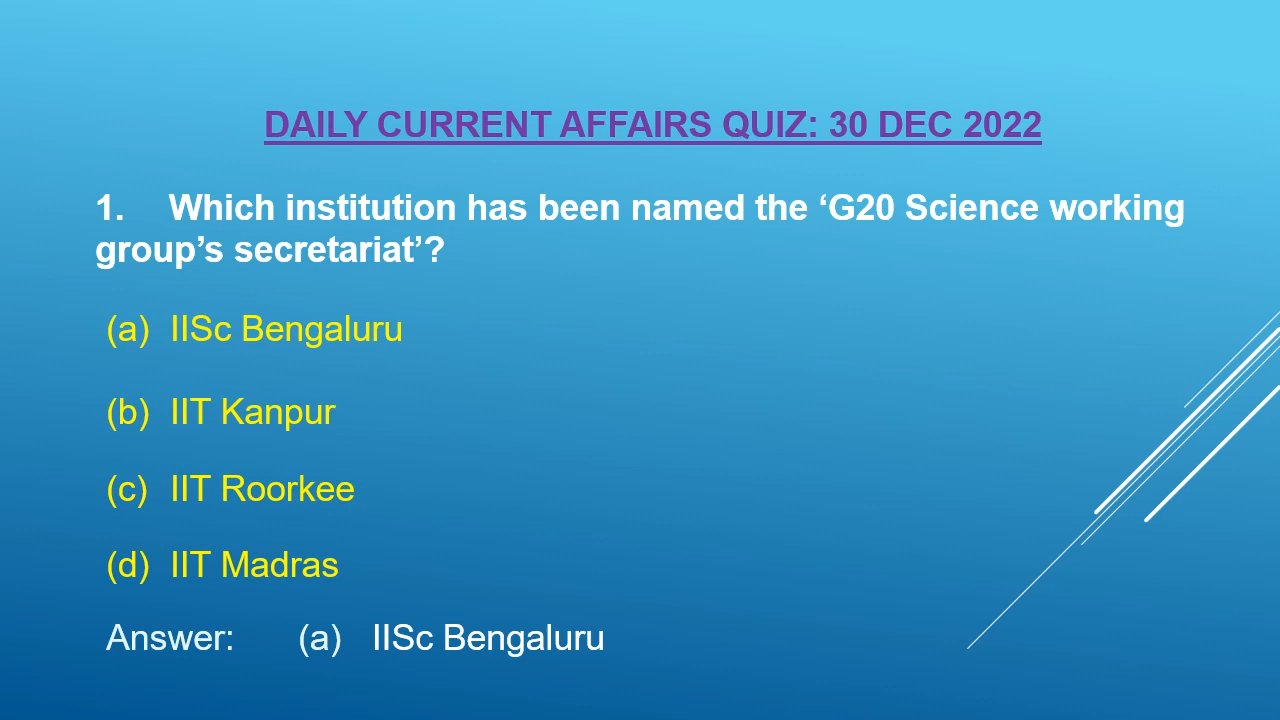 DAILY CURRENT AFFAIRS QUIZ: 30 DEC 2022
1. Which institution has been named the ‘G20 Science working
group’s secretariat’?
(a) IISc Bengaluru
(b) IIT Kanpur
(c) IIT Roorkee
(d) IIT Madras
Answer: (a) IISc Bengaluru